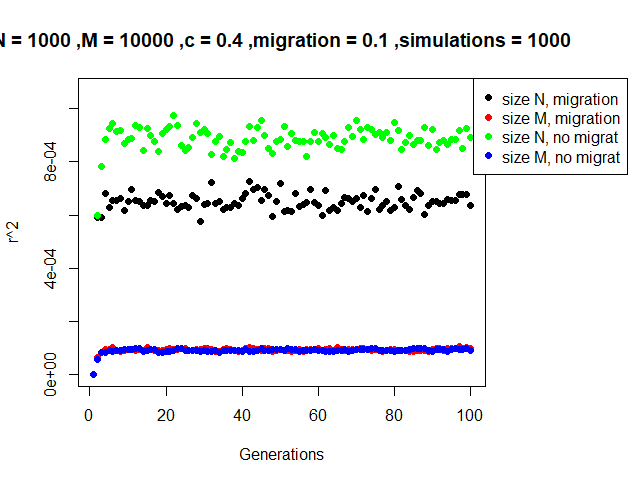 N = 1000 ,M = 10000 ,c = 0.4 ,migration = 0.1 ,simulations = 1000
size N, migration
size M, migration
size N, no migrat
size M, no migrat
8e-04
4e-04
0e+00
r^2
0 20 40 60 80 100
Generations